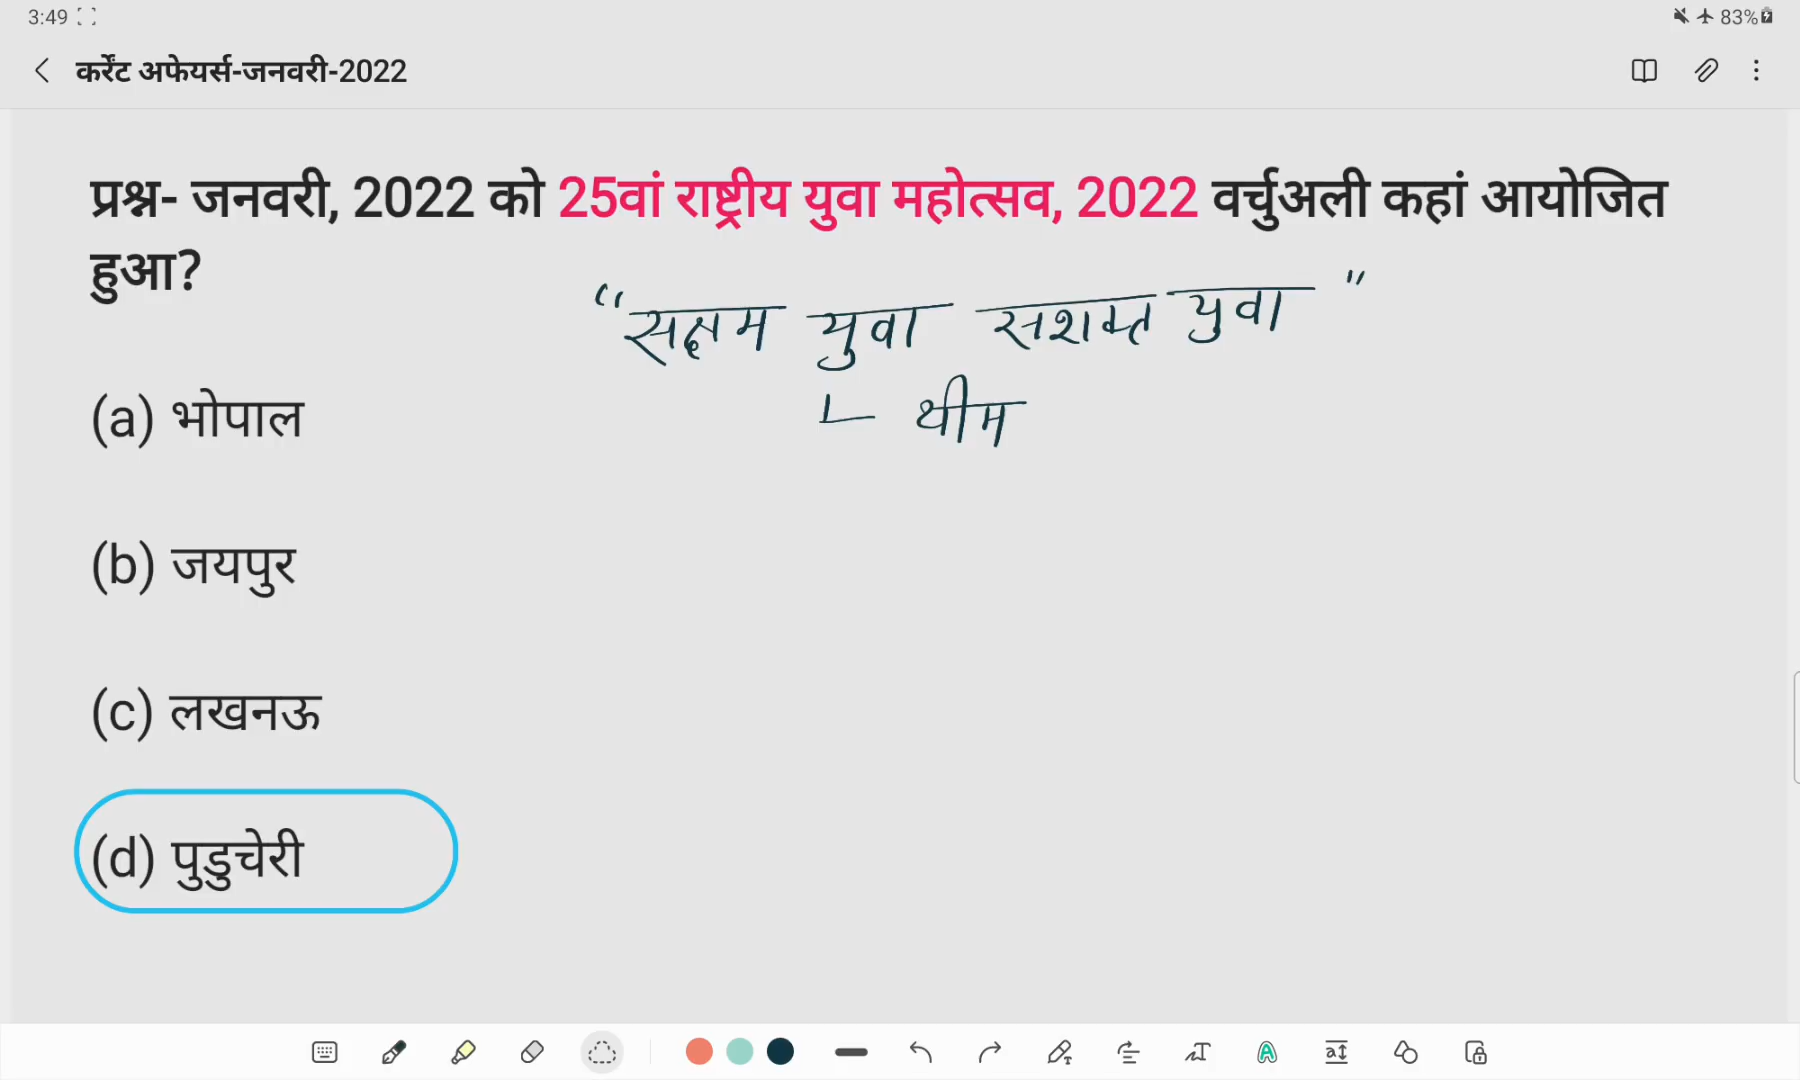 3:49
83%
करेंट अफेयर्स-जनवरी-2022
प्रश्न- जनवरी, 2022 को 25वां राष्ट्रीय युवा महोत्सव, 2022 वर्चुअली कहां आयोजित
हुआ?
"सक्षम युवा सशक्त युवा"
थीम
(a) भोपाल
(b) जयपुर
(c) लखनऊ
(d) पुडुचेरी